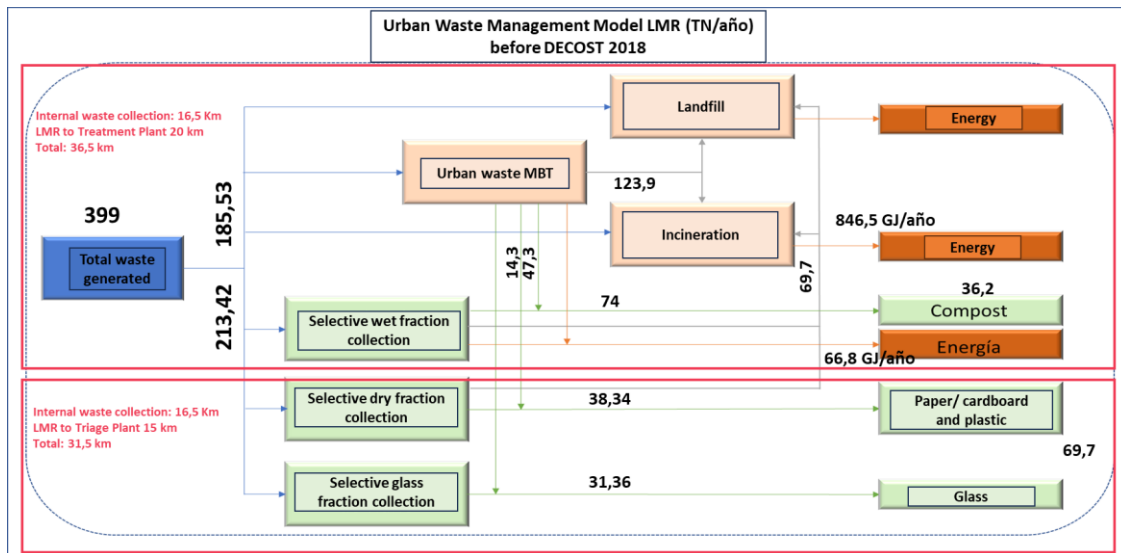 Urban Waste Management Model LMR (TN/año)
before DECOST 2018
Internal waste collection: 16,5 Km
LMR to Treatment Plant 20 km
Total: 36,5 km
Landfill
Energy
Urban waste MBT
123,9
185,53
399
Total waste
generated
Incineration
846,5 GJ/año
Energy
14,3
47,3
69,7
213,42
Selective wet fraction
collection
74
36,2
Compost
Energía
66,8 GJ/año
Internal waste collection: 16,5 Km
LMR to Triage Plant 15 km
Total: 31,5 km
Selective dry fraction
collection
38,34
Paper/ cardboard
and plastic
69,7
Selective glass
fraction collection
31,36
Glass